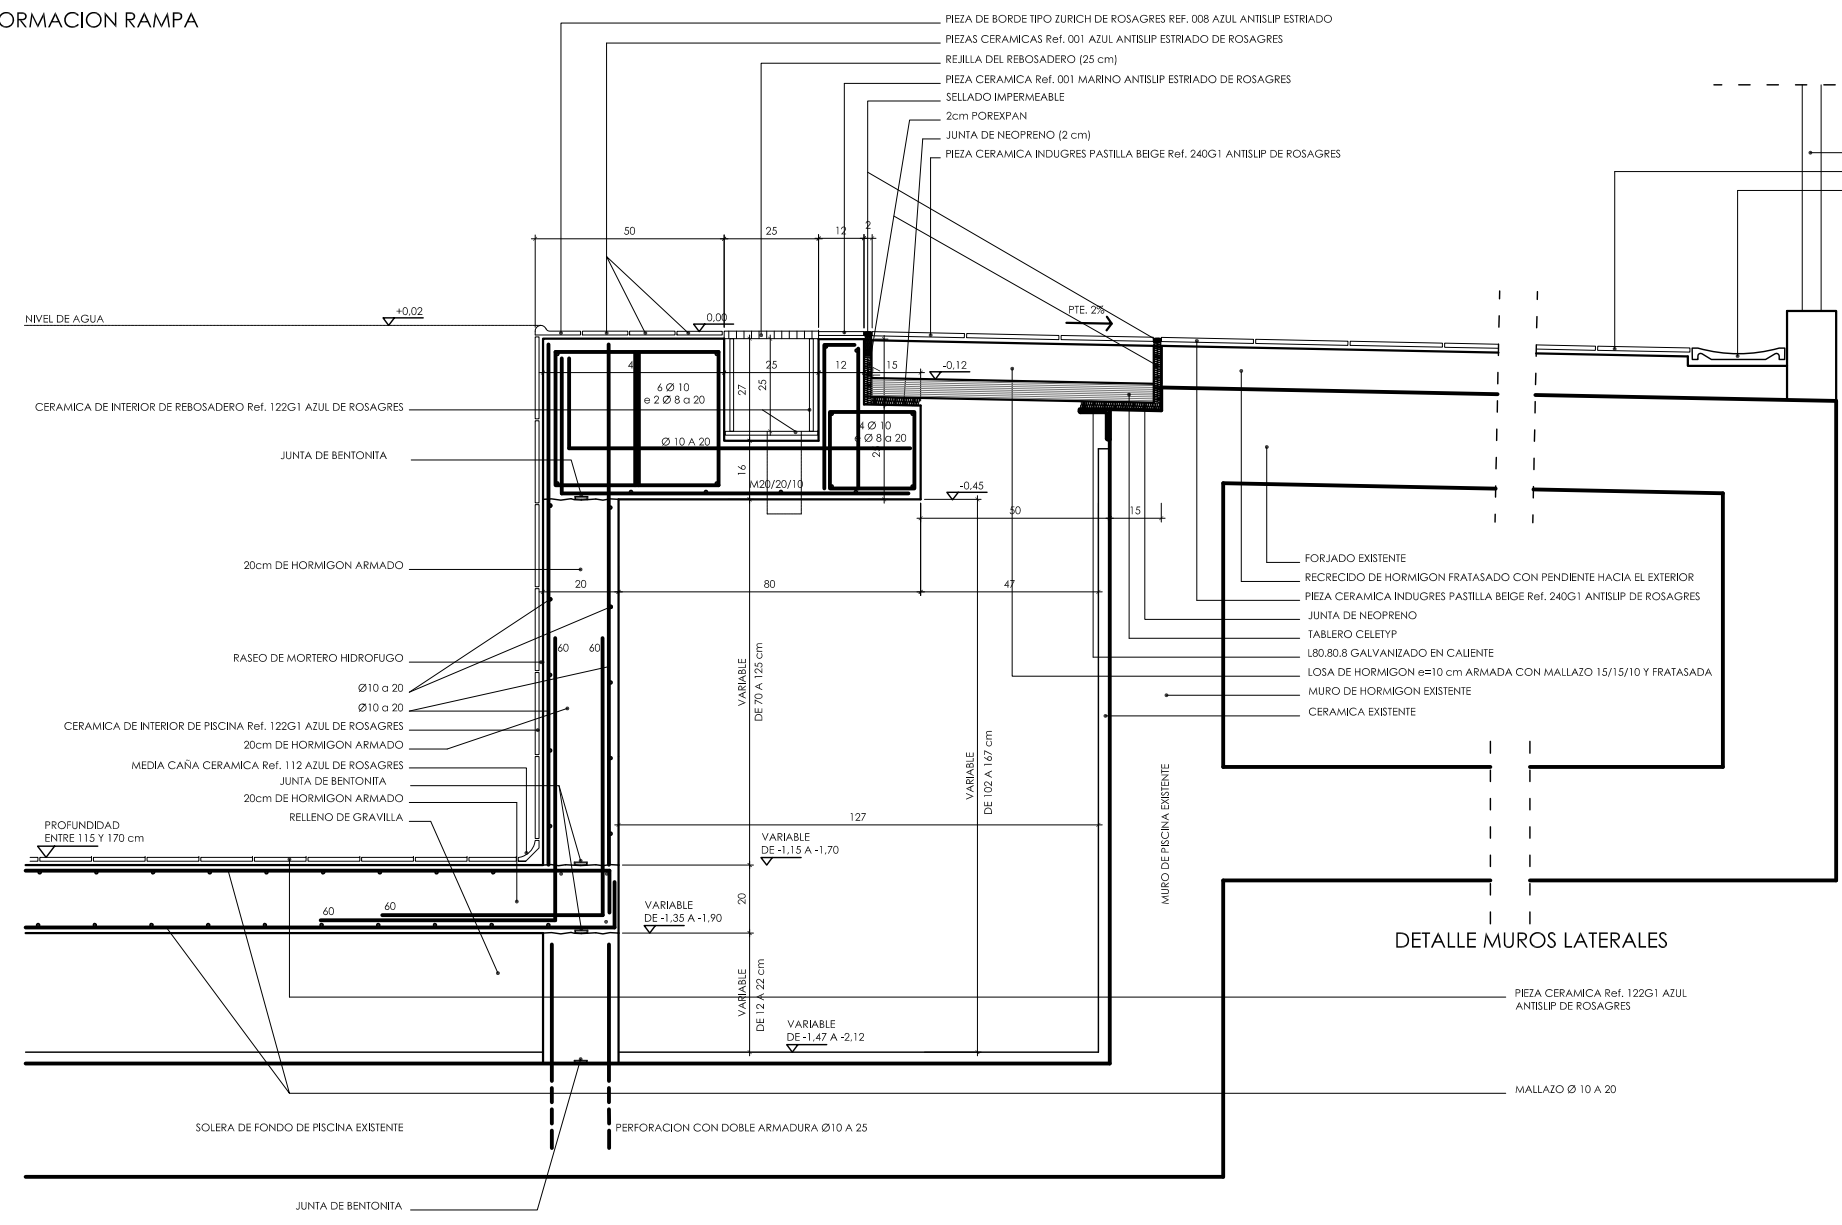 ORMACION RAMPA
PIEZA DE BORDE TIPO ZURICH DE ROSAGRES REF. 008 AZUL ANTISLIP ESTRIADO
PIEZAS CERAMICAS Ref. 001 AZUL ANTISLIP ESTRIADO DE ROSAGRES
REJILLA DEL REBOSADERO (25 cm)
PIEZA CERAMICA Ref. 001 MARINO ANTISLIP ESTRIADO DE ROSAGRES
SELLADO IMPERMEABLE
2cm POREXPAN
JUNTA DE NEOPRENO (2 cm)
PIEZA CERAMICA INDUGRES PASTILLA BEIGE Ref. 240G1 ANTISLIP DE ROSAGRES
50
25
12
2
NIVEL DE AGUA
+0,02
0,00
PTE. 2%
25
12
15
-0,12
27
25
6 Ø 10
e 2 Ø 8 a 20
Ø 10 A 20
4 Ø 10
e Ø 8 a 20
16
M20/20/10
-0,45
50
15
CERAMICA DE INTERIOR DE REBOSADERO Ref. 122G1 AZUL DE ROSAGRES
JUNTA DE BENTONITA
20cm DE HORMIGON ARMADO
20
80
47
RASEO DE MORTERO HIDROFUGO
60
60
Ø10 a 20
Ø10 a 20
CERAMICA DE INTERIOR DE PISCINA Ref. 122G1 AZUL DE ROSAGRES
20cm DE HORMIGON ARMADO
MEDIA CAÑA CERAMICA Ref. 112 AZUL DE ROSAGRES
JUNTA DE BENTONITA
20cm DE HORMIGON ARMADO
RELLENO DE GRAVILLA
PROFUNDIDAD
ENTRE 115 Y 170 cm
VARIABLE
DE 70 A 125 cm
VARIABLE
DE 102 A 167 cm
127
VARIABLE
DE -1,15 A -1,70
20
60
60
VARIABLE
DE -1,35 A -1,90
VARIABLE
DE 12 A 22 cm
VARIABLE
DE -1,47 A -2,12
FORJADO EXISTENTE
RECRECIDO DE HORMIGON FRATASADO CON PENDIENTE HACIA EL EXTERIOR
PIEZA CERAMICA INDUGRES PASTILLA BEIGE Ref. 240G1 ANTISLIP DE ROSAGRES
JUNTA DE NEOPRENO
TABLERO CELETYP
L80.80.8 GALVANIZADO EN CALIENTE
LOSA DE HORMIGON e=10 cm ARMADA CON MALLAZO 15/15/10 Y FRATASADA
MURO DE HORMIGON EXISTENTE
CERAMICA EXISTENTE
MURO DE PISCINA EXISTENTE
DETALLE MUROS LATERALES
PIEZA CERAMICA Ref. 122G1 AZUL
ANTISLIP DE ROSAGRES
MALLAZO Ø 10 A 20
SOLERA DE FONDO DE PISCINA EXISTENTE
PERFORACION CON DOBLE ARMADURA Ø10 A 25
JUNTA DE BENTONITA